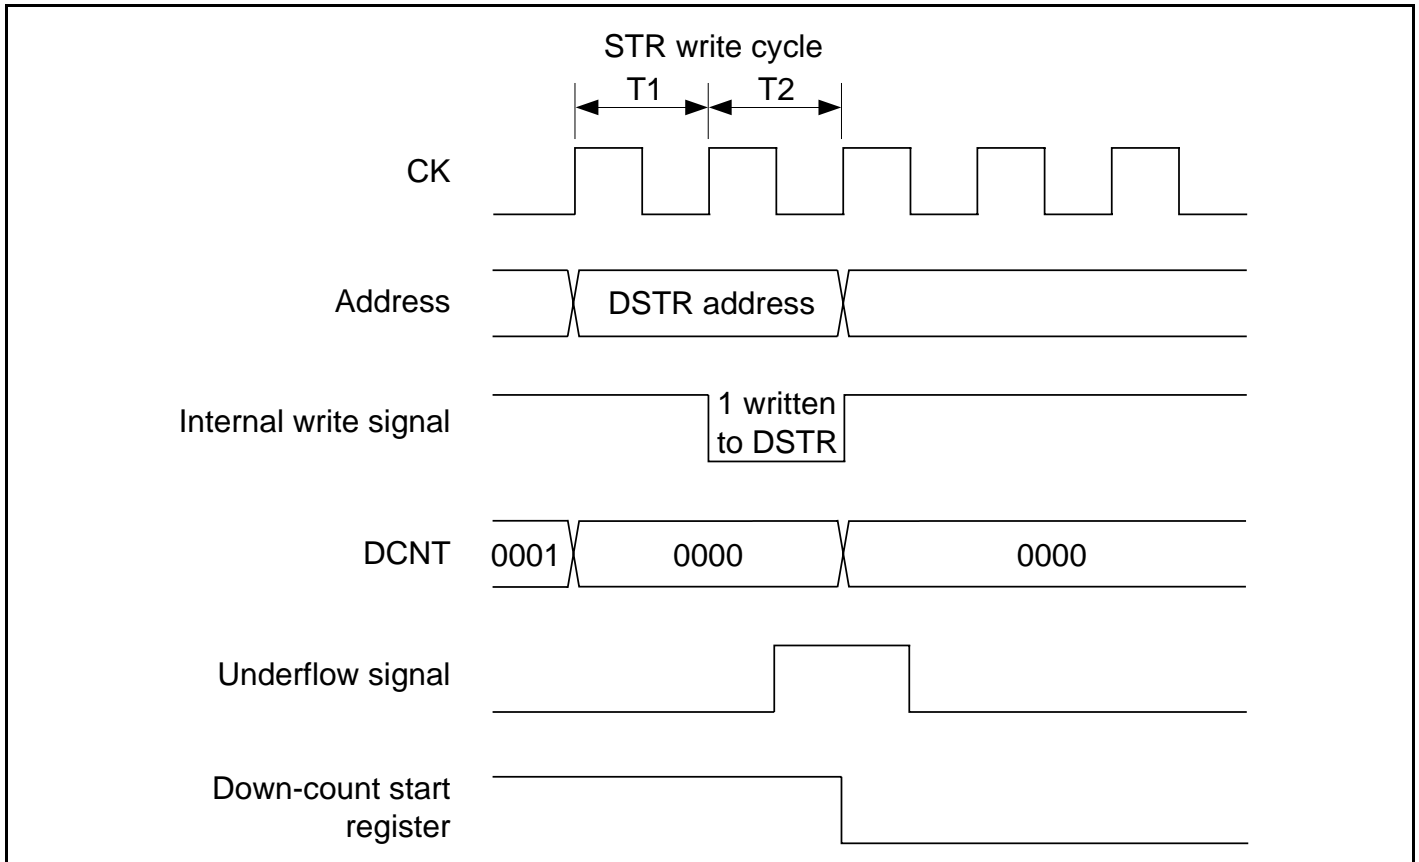 STR write cycle
T1 T2
CK
Address DSTR address
Internal write signal
1 written
to DSTR
DCNT 0001 0000 0000
Underflow signal
Down-count start
register